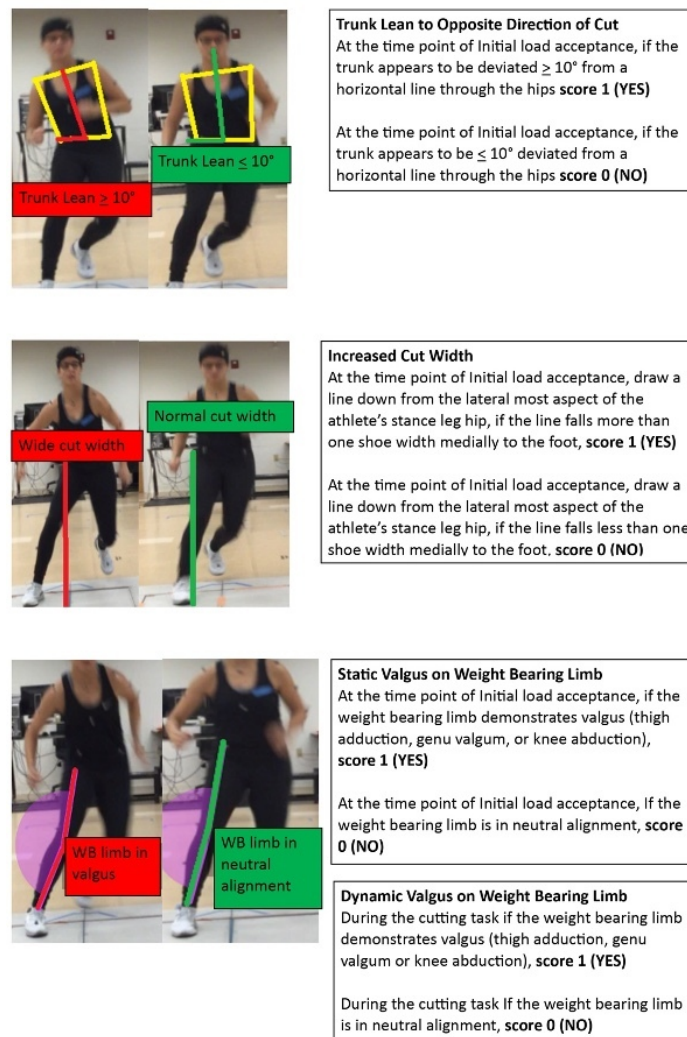 Trunk Lean to Opposite Direction of Cut
At the time point of Initial load acceptance, if the
trunk appears to be deviated ≥ 10° from a
horizontal line through the hips score 1 (YES)
At the time point of Initial load acceptance, if the
trunk appears to be ≤ 10° deviated from a
horizontal line through the hips score 0 (NO)
Trunk Lean ≥ 10°
Trunk Lean ≤ 10°
Increased Cut Width
At the time point of Initial load acceptance, draw a
line down from the lateral most aspect of the
athlete's stance leg hip, if the line falls more than
one shoe width medially to the foot, score 1 (YES)
At the time point of Initial load acceptance, draw a
line down from the lateral most aspect of the
athlete's stance leg hip, if the line falls less than one
shoe width medially to the foot, score 0 (NO)
Wide cut width
Normal cut width
Static Valgus on Weight Bearing Limb
At the time point of Initial load acceptance, if the
weight bearing limb demonstrates valgus (thigh
adduction, genu valgum, or knee abduction),
score 1 (YES)
At the time point of Initial load acceptance, If the
weight bearing limb is in neutral alignment, score
0 (NO)
WB limb in
valgus
WB limb in
neutral
alignment
Dynamic Valgus on Weight Bearing Limb
During the cutting task if the weight bearing limb
demonstrates valgus (thigh adduction, genu
valgum or knee abduction), score 1 (YES)
During the cutting task If the weight bearing limb
is in neutral alignment, score 0 (NO)